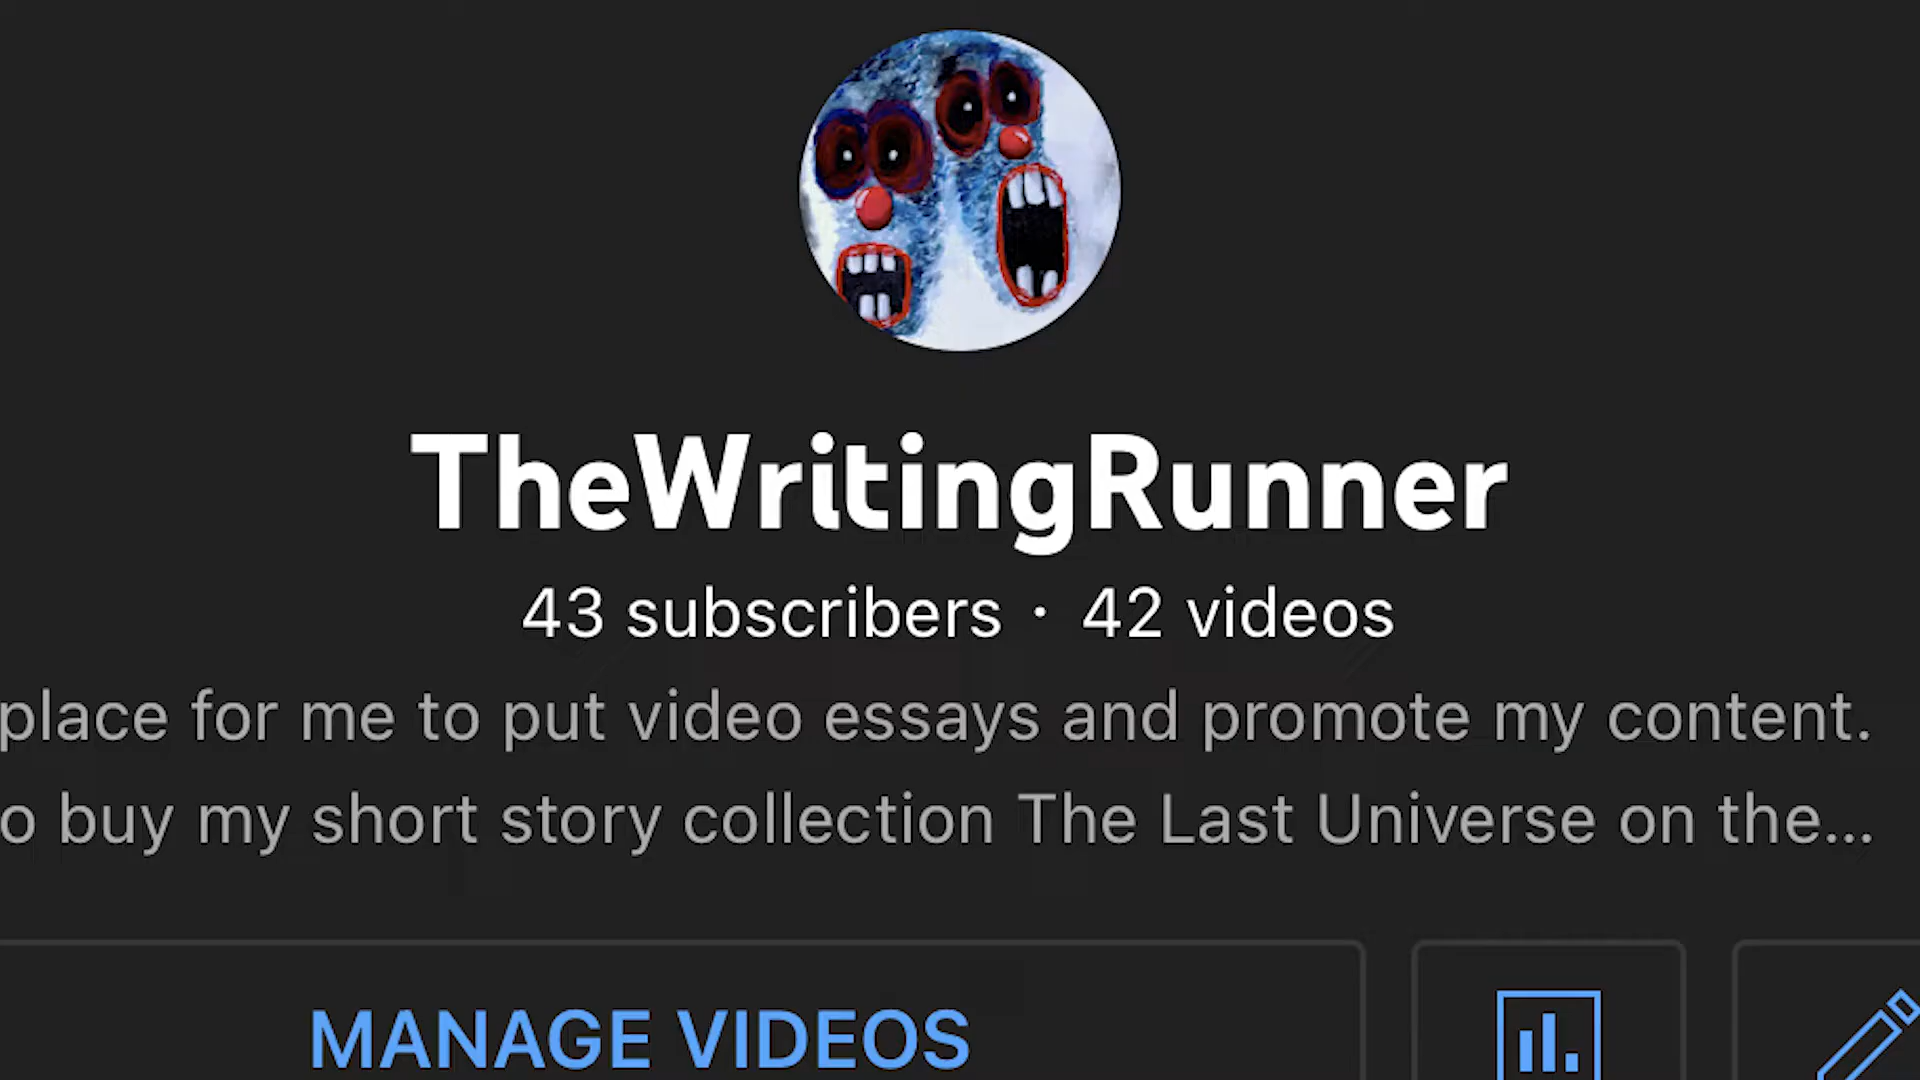 TheWritingRunner
43 subscribers · 42 videos
place for me to put video essays and promote my content.
o buy my short story collection The Last Universe on the...
MANAGE VIDEOS